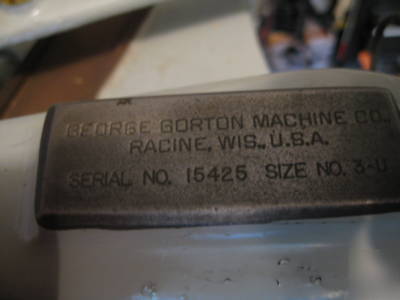 GEORGE GORTON MACHINE CO.,
RACINE, WIS., U.S.A.
SERIAL NO. 15425 SIZE NO. 3-U